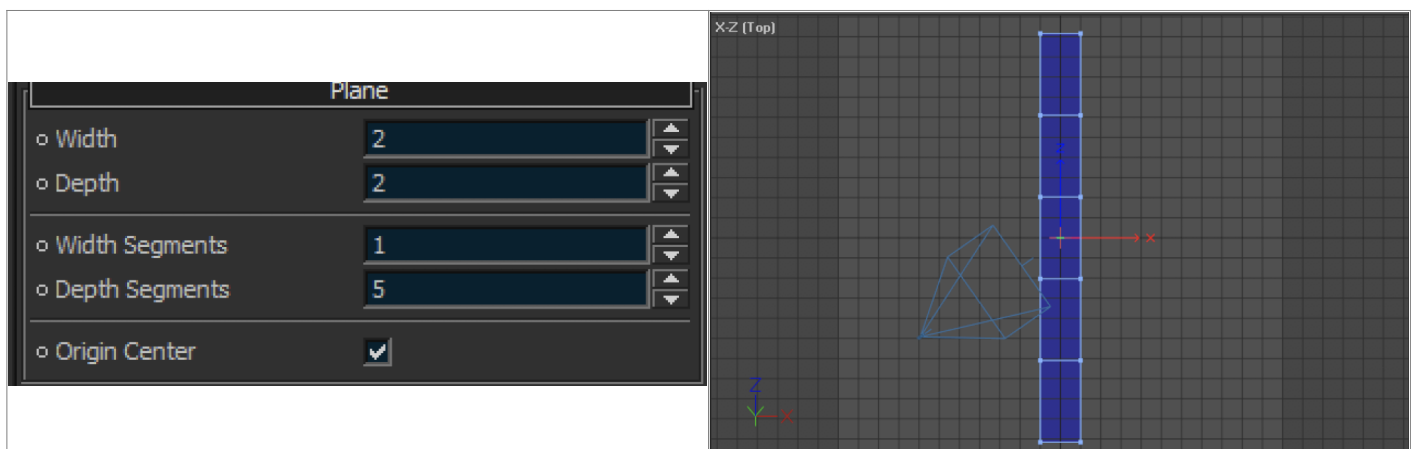 Plane
Width 2
Depth 2
Width Segments 1
Depth Segments 5
Origin Center
X-Z (Top)
Z
X
Z
Y X